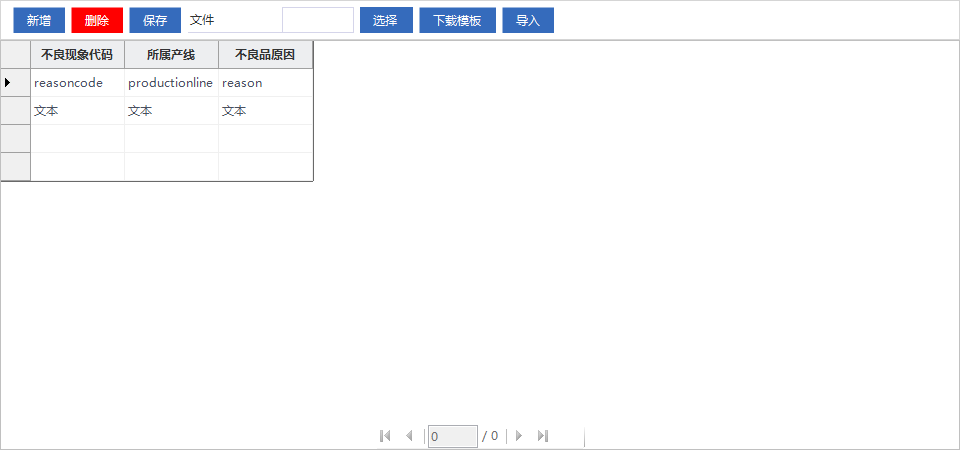 新增 删除 保存 文件 选择 下载模板 导入
不良现象代码 所属产线 不良品原因
reasoncode productionline reason
文本 文本 文本
0 / 0